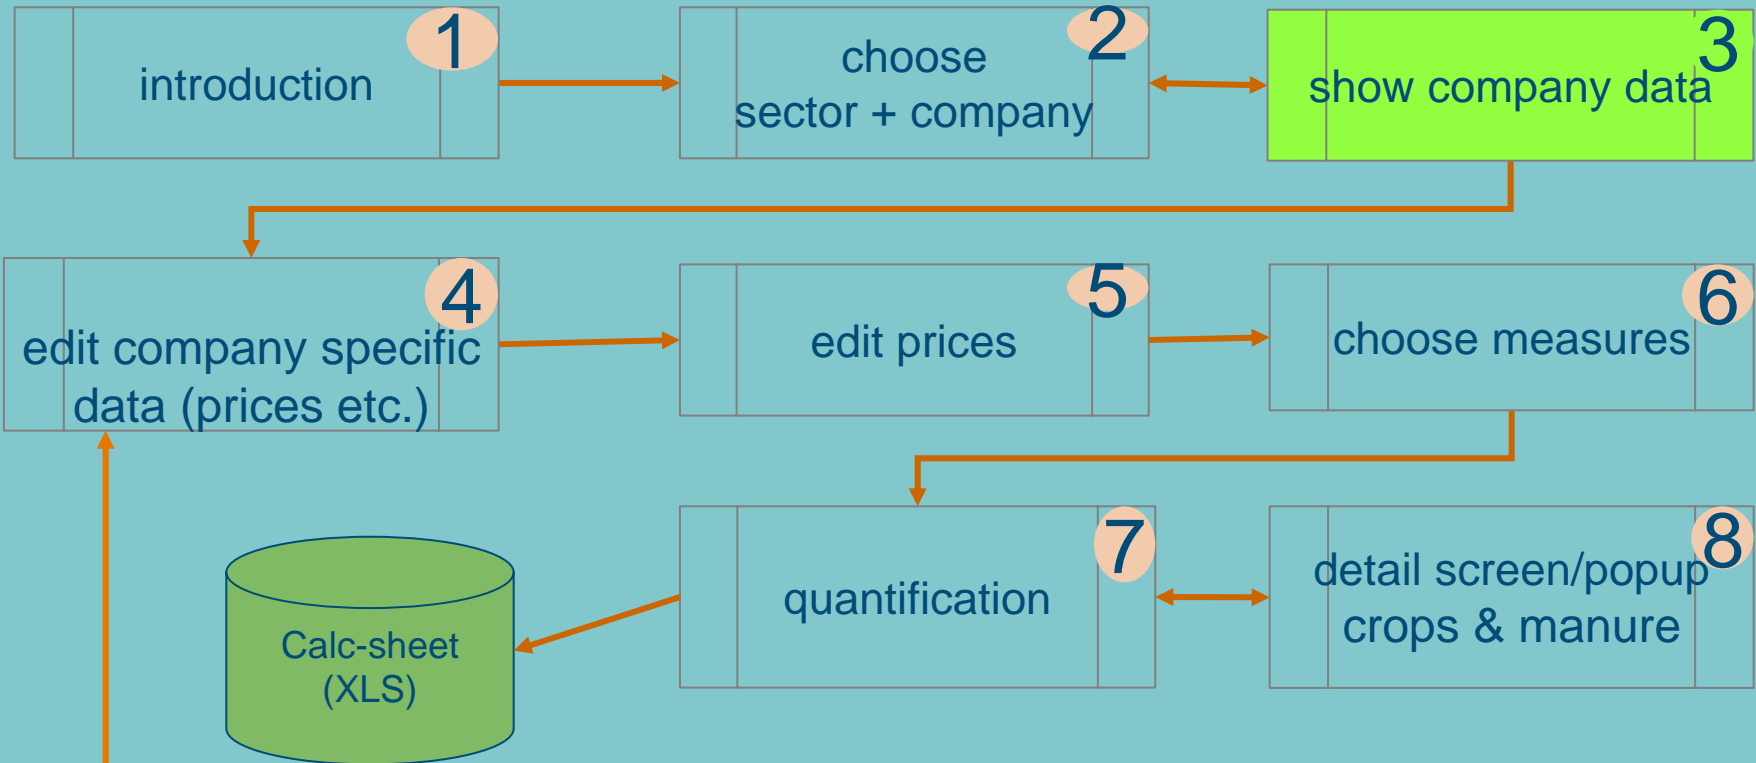 1
introduction
2
choose
sector + company
3
show company data
4
edit company specific
data (prices etc.)
5
edit prices
6
choose measures
7
quantification
8
detail screen/popup
crops & manure
Calc-sheet
(XLS)